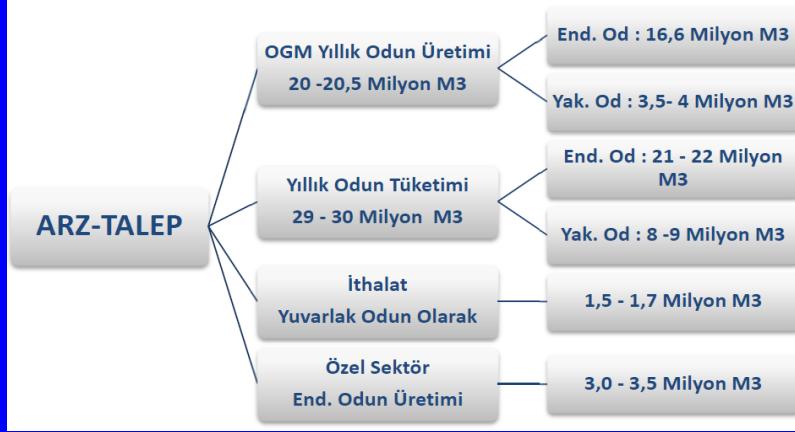 ARZ-TALEP
OGM Yıllık Odun Üretimi
20 -20,5 Milyon M3
End. Od : 16,6 Milyon M3
Yak. Od : 3,5- 4 Milyon M3
Yıllık Odun Tüketimi
29 - 30 Milyon M3
End. Od : 21 - 22 Milyon
M3
Yak. Od : 8 -9 Milyon M3
İthalat
Yuvarlak Odun Olarak
1,5 - 1,7 Milyon M3
Özel Sektör
End. Odun Üretimi
3,0 - 3,5 Milyon M3